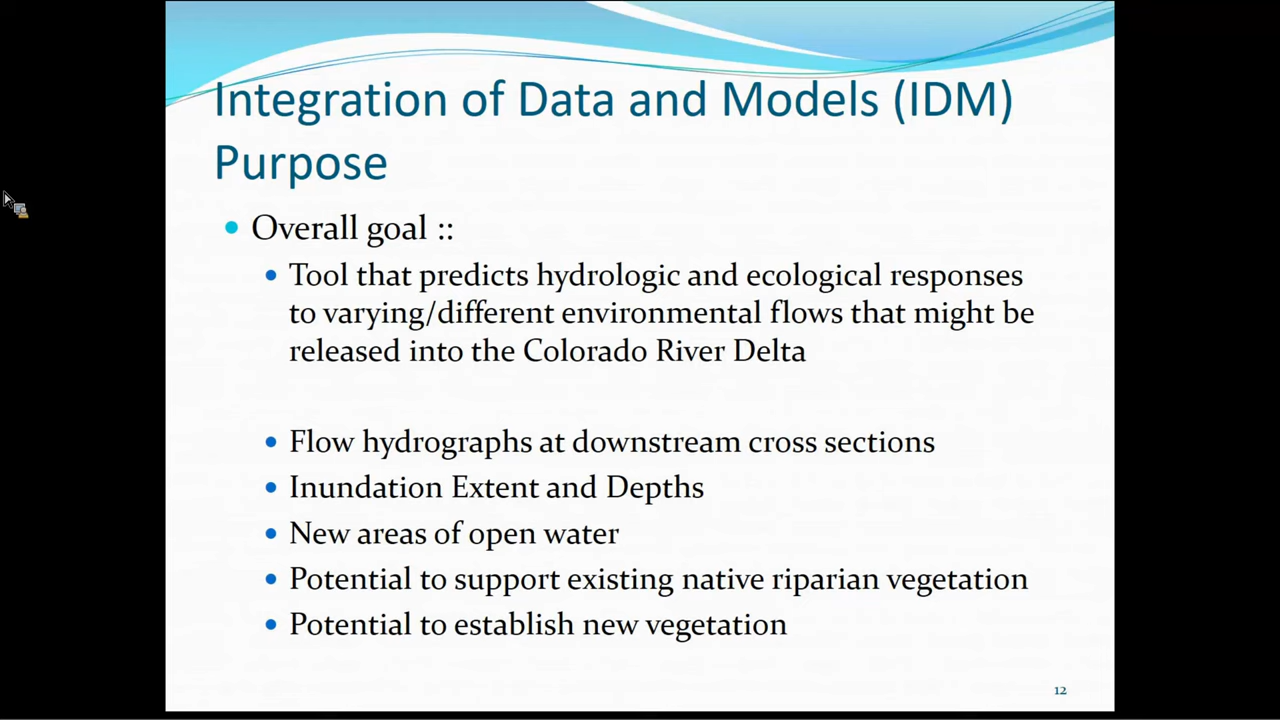 Integration of Data and Models (IDM)
Purpose
• Overall goal ::
• Tool that predicts hydrologic and ecological responses
to varying/different environmental flows that might be
released into the Colorado River Delta
• Flow hydrographs at downstream cross sections
• Inundation Extent and Depths
• New areas of open water
• Potential to support existing native riparian vegetation
• Potential to establish new vegetation
12